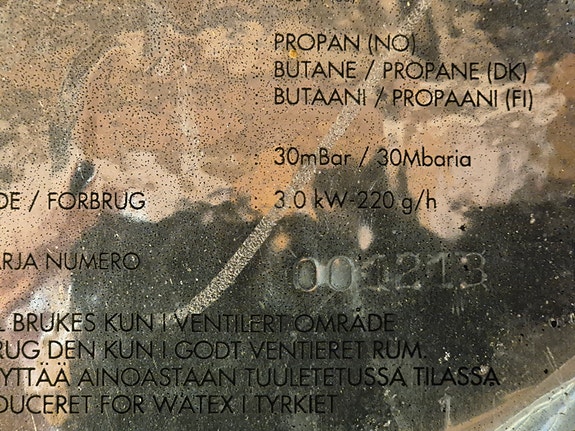 PROPAN (NO)
BUTANE / PROPANE (DK)
BUTAANI / PROPAANI (FI)
: 30mBar / 30Mbaria
DE / FORBRUG : 3.0 kW-220 g/h
ARJA NUMERO 001213
L BRUKES KUN I VENTILERT OMRÅDE
RUG DEN KUN I GODT VENTIERET RUM.
YTTÄÄ AINOASTAAN TUULETETUSSA TILASSA
DUCERET FOR WATEX I TYRKIET